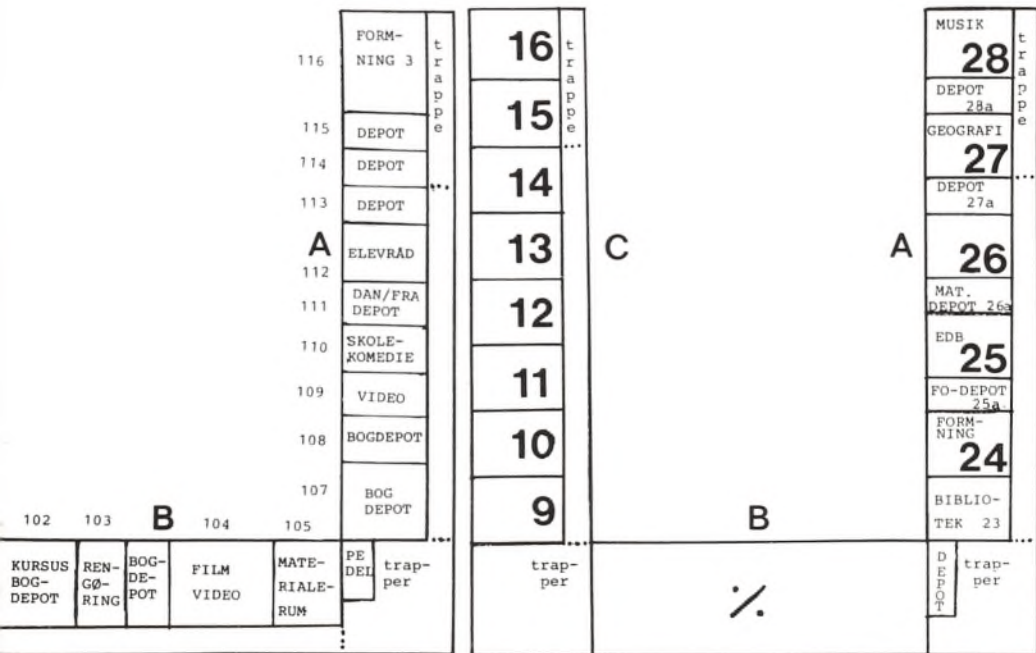 116
FORM-
NING 3
trappe
115
DEPOT
114
DEPOT
113
DEPOT
A
ELEVRÅD
112
111
DAN/FRA
DEPOT
110
SKOLE-
KOMEDIE
109
VIDEO
108
BOGDEPOT
107
BOG
DEPOT
102
103
B
104
105
KURSUS
BOG-
DEPOT
REN-
GØ-
RING
BOG-
DE-
POT
FILM
VIDEO
MATE-
RIALE-
RUM
PE
DEL
trap-
per
16
trappe
15
14
13
C
12
11
10
9
trap-
per
B
·/.
A
MUSIK
28
trappe
DEPOT
28a
GEOGRAFI
27
DEPOT
27a
26
MAT.
DEPOT 26a
EDB
25
FO-DEPOT
25a
FORM-
NING
24
BIBLIO-
TEK 23
DEPOT
trap-
per